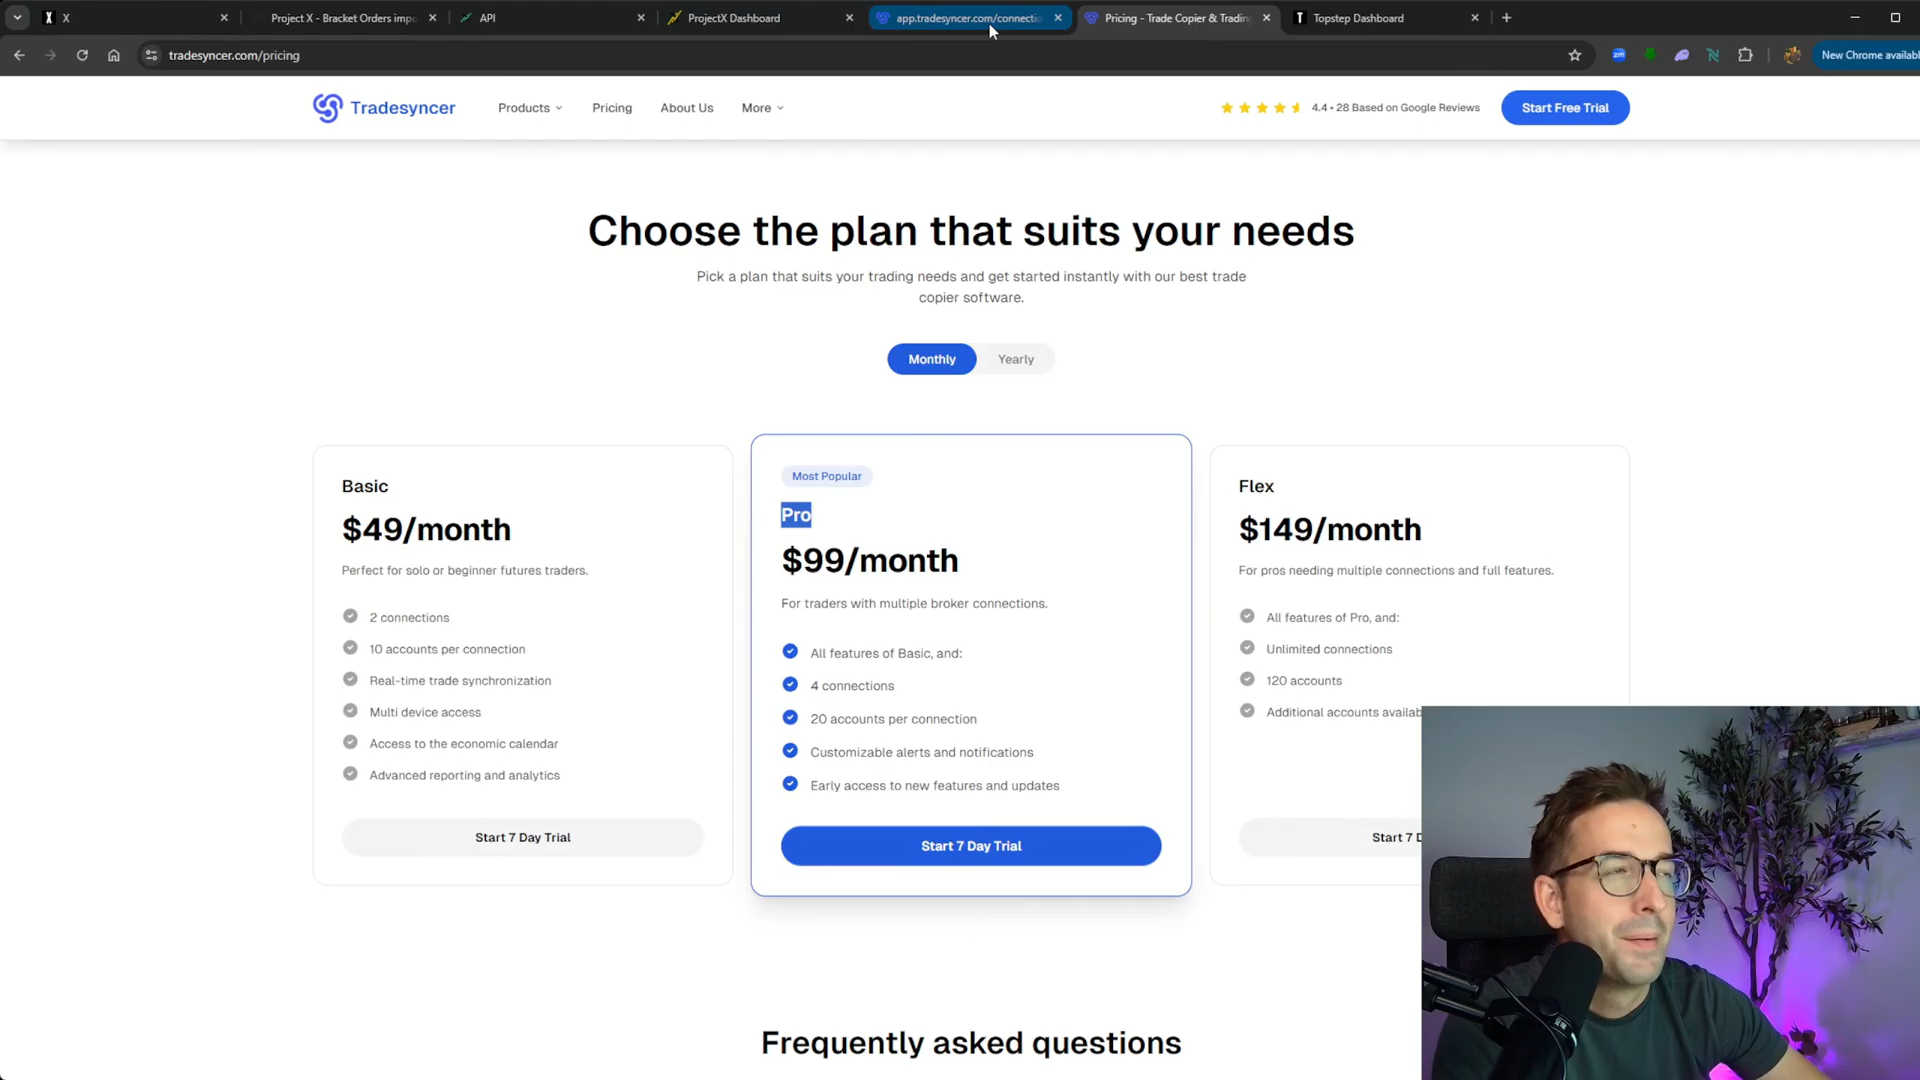 X
Project X - Bracket Orders impo
API
ProjectX Dashboard
app.tradesyncer.com/connectio
Pricing - Trade Copier & Tradin
T
Topstep Dashboard
tradesyncer.com/pricing
zm
New Chrome availabl
Tradesyncer
Products
Pricing
About Us
More
4.4 • 28 Based on Google Reviews
Start Free Trial
Choose the plan that suits your needs
Pick a plan that suits your trading needs and get started instantly with our best trade
copier software.
Monthly
Yearly
Basic
$49/month
Perfect for solo or beginner futures traders.
2 connections
10 accounts per connection
Real-time trade synchronization
Multi device access
Access to the economic calendar
Advanced reporting and analytics
Start 7 Day Trial
Most Popular
Pro
$99/month
For traders with multiple broker connections.
All features of Basic, and:
4 connections
20 accounts per connection
Customizable alerts and notifications
Early access to new features and updates
Start 7 Day Trial
Flex
$149/month
For pros needing multiple connections and full features.
All features of Pro, and:
Unlimited connections
120 accounts
Additional accounts availab
Start 7 D
Frequently asked questions